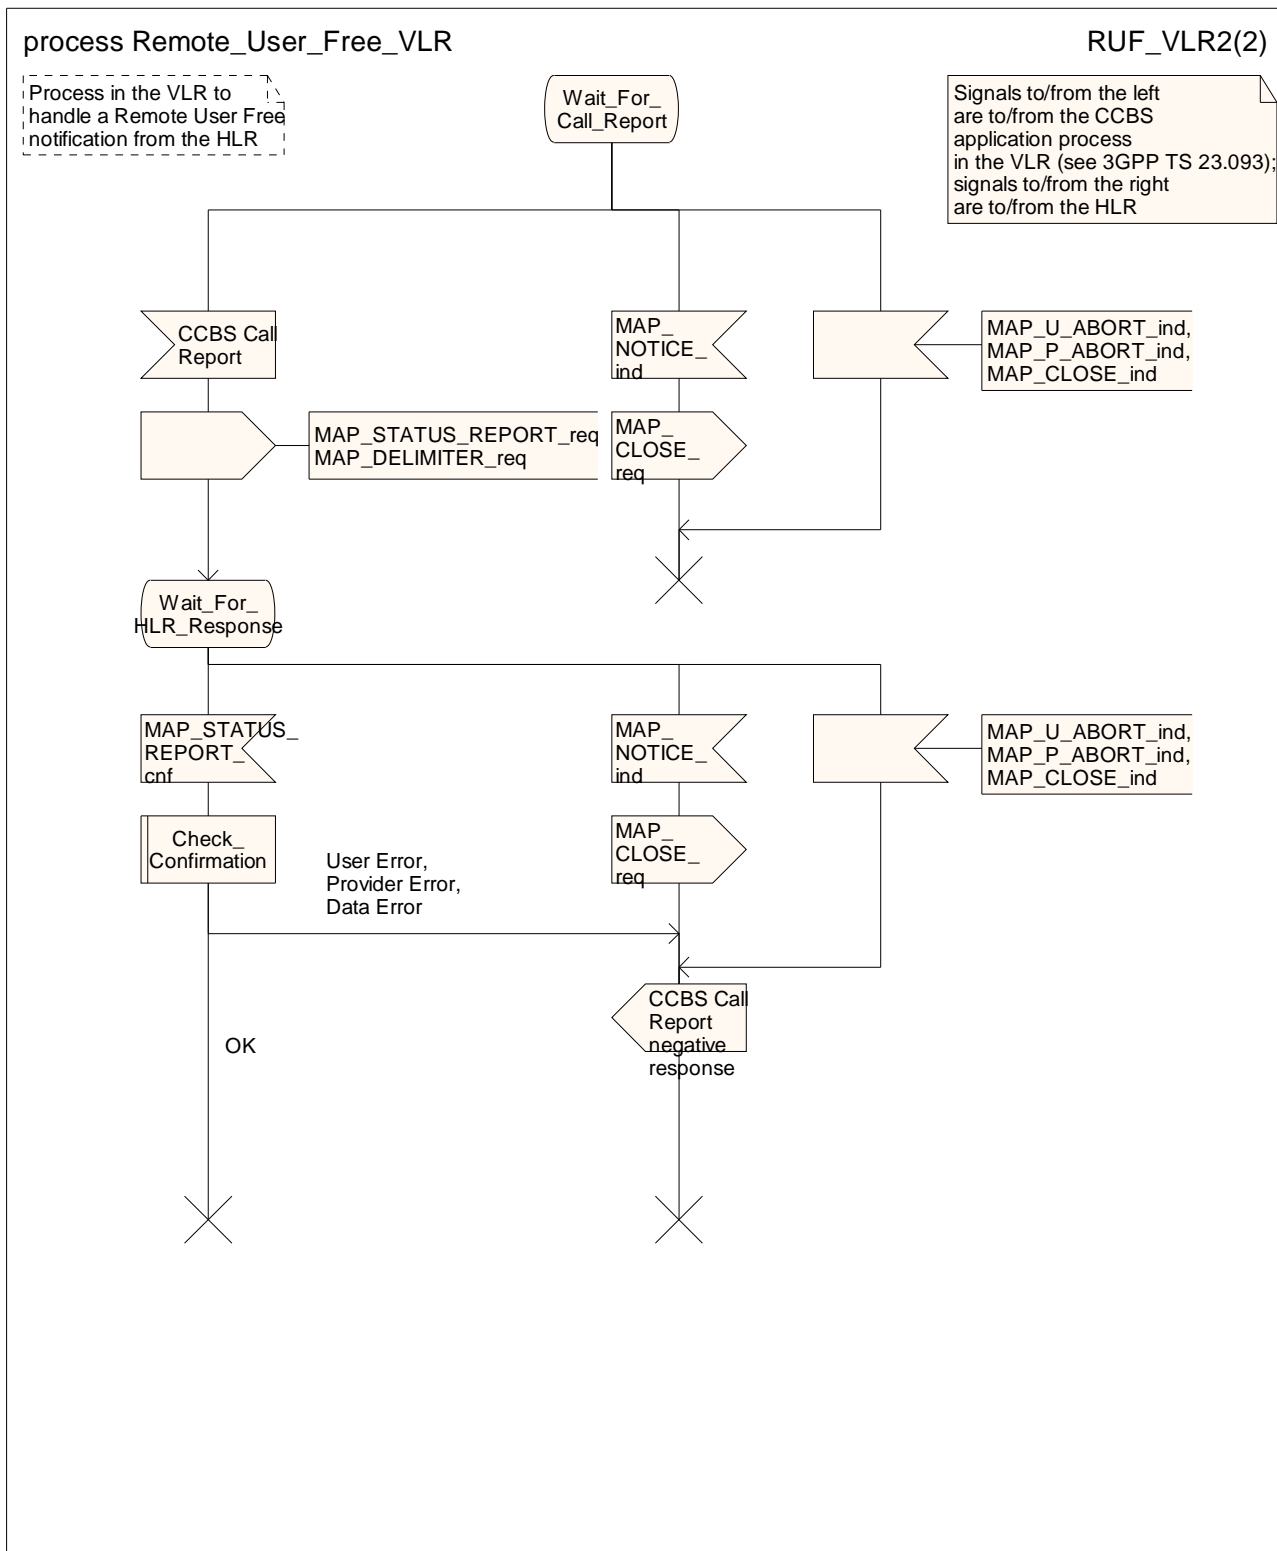 process Remote_User_Free_VLR
RUF_VLR2(2)
Process in the VLR to
handle a Remote User Free
notification from the HLR
Wait_For_
Call_Report
Signals to/from the left
are to/from the CCBS
application process
in the VLR (see 3GPP TS 23.093);
signals to/from the right
are to/from the HLR
CCBS Call
Report
MAP_
NOTICE_
ind
MAP_U_ABORT_ind,
MAP_P_ABORT_ind,
MAP_CLOSE_ind
MAP_STATUS_REPORT_req
MAP_DELIMITER_req
MAP_
CLOSE_
req
Wait_For_
HLR_Response
MAP_STATUS_
REPORT_
cnf
MAP_
NOTICE_
ind
MAP_U_ABORT_ind,
MAP_P_ABORT_ind,
MAP_CLOSE_ind
Check_
Confirmation
User Error,
Provider Error,
Data Error
MAP_
CLOSE_
req
CCBS Call
Report
negative
response
OK